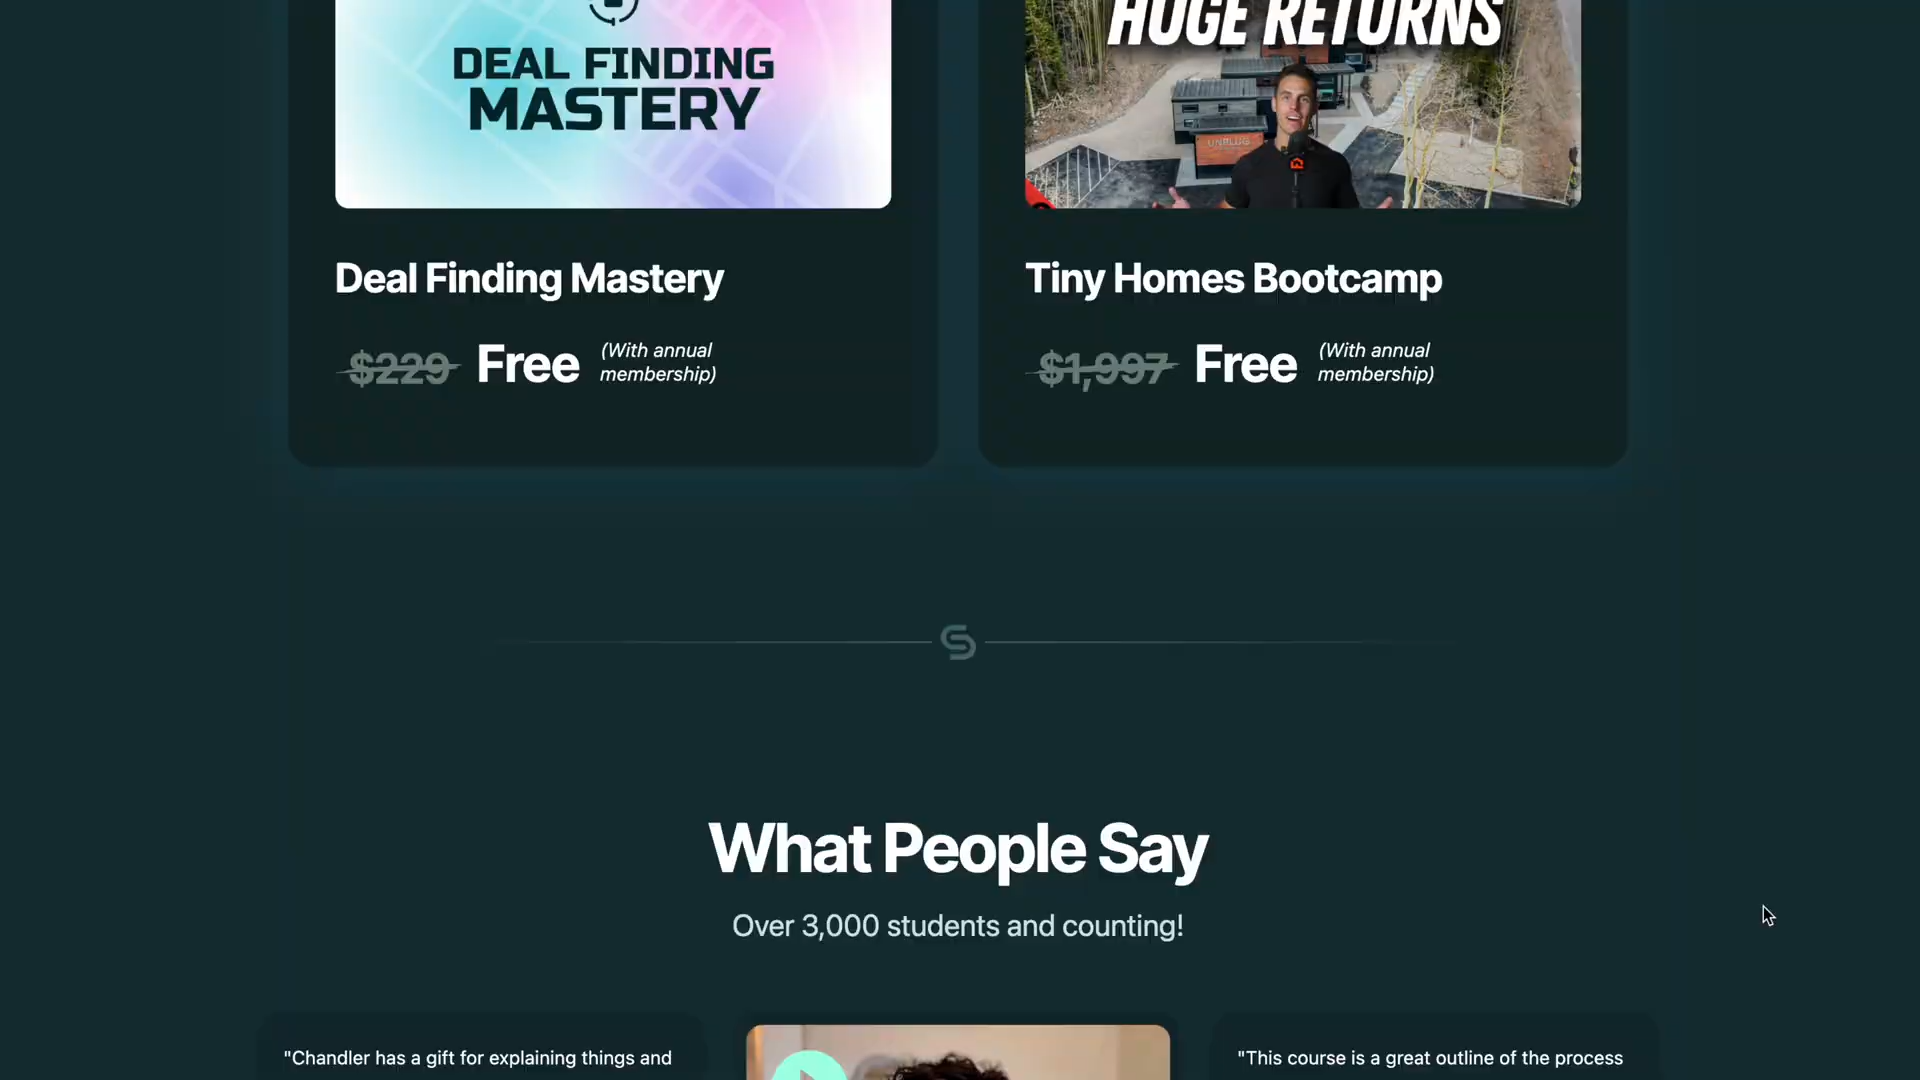 HUGE RETURNS
DEAL FINDING
MASTERY
UNPLUG
Deal Finding Mastery
$229 Free (With annual
membership)
Tiny Homes Bootcamp
$1,997 Free (With annual
membership)
What People Say
Over 3,000 students and counting!
"Chandler has a gift for explaining things and
"This course is a great outline of the process